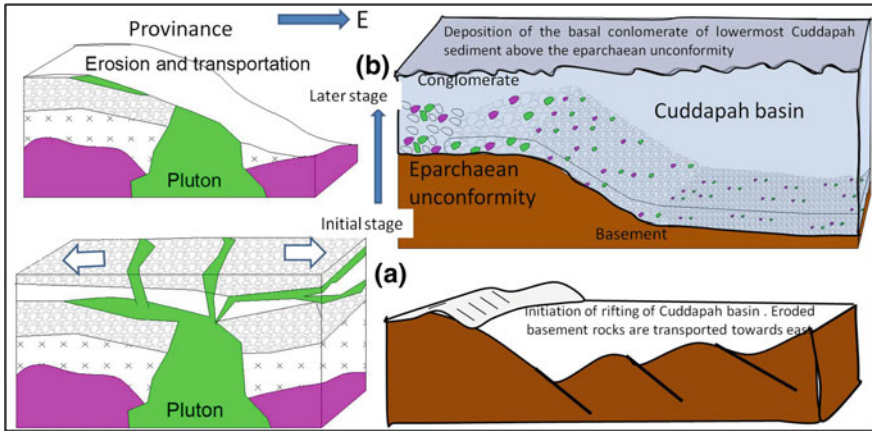 Provinance
E
Erosion and transportation
Pluton
Later stage
Initial stage
(b)
Deposition of the basal conlomerate of lowermost Cuddapah
sediment above the eparchaean unconformity
Conglomerate
Cuddapah basin
Eparchaean
unconformity
Basement
Pluton
(a)
Initiation of rifting of Cuddapah basin . Eroded
basement rocks are transported towards east